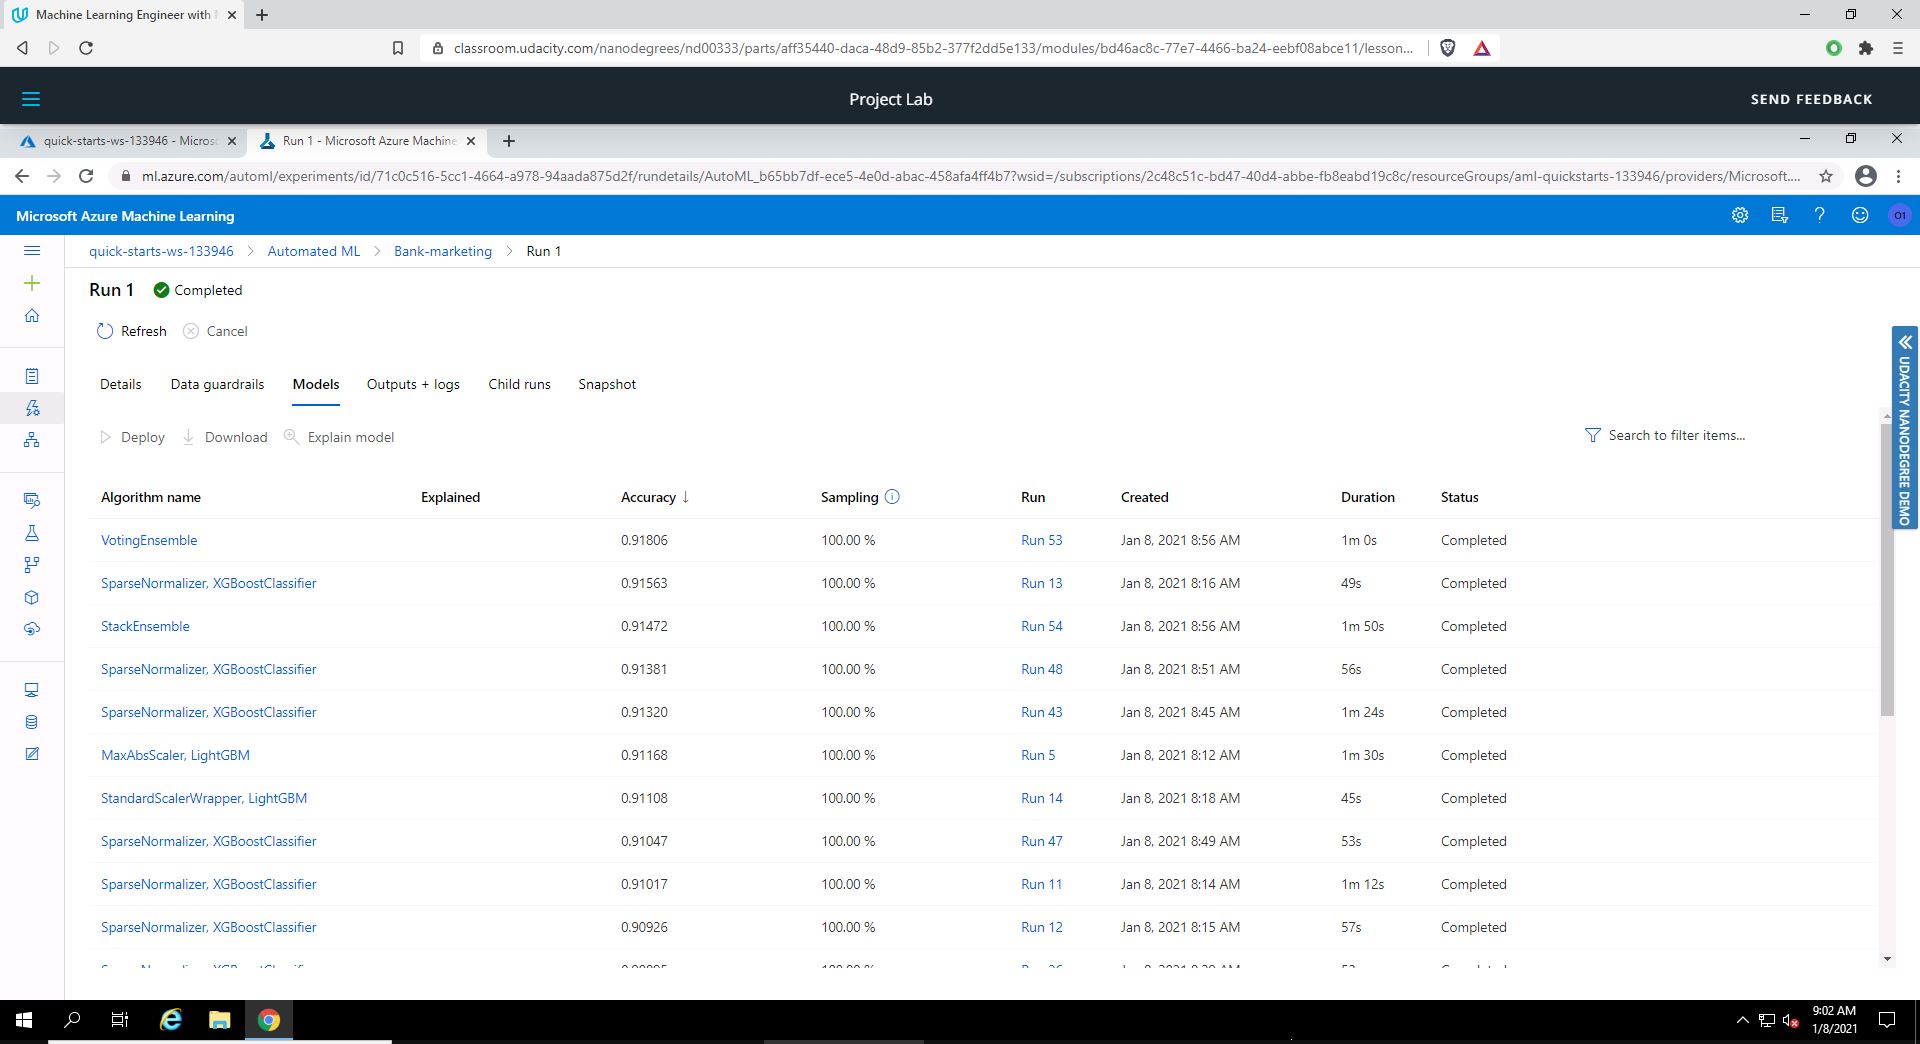 Machine Learning Engineer with
classroom.udacity.com/nanodegrees/nd00333/parts/aff35440-daca-48d9-85b2-377f2dd5e133/modules/bd46ac8c-77e7-4466-ba24-eebf08abce11/lesson...
Project Lab
SEND FEEDBACK
quick-starts-ws-133946 - Micros
Run 1 - Microsoft Azure Machine
ml.azure.com/automl/experiments/id/71c0c516-5cc1-4664-a978-94aada875d2f/rundetails/AutoML_b65bb7df-ece5-4e0d-abac-458afa4ff4b7?wsid=/subscriptions/2c48c51c-bd47-40d4-abbe-fb8eabd19c8c/resourceGroups/aml-quickstarts-133946/providers/Microsoft....
Microsoft Azure Machine Learning
O1
quick-starts-ws-133946 > Automated ML > Bank-marketing > Run 1
Run 1 Completed
Refresh Cancel
UDACITY NANODEGREE DEMO
Details Data guardrails Models Outputs + logs Child runs Snapshot
Deploy Download Explain model Search to filter items...
Algorithm name Explained Accuracy ↓ Sampling Run Created Duration Status
VotingEnsemble 0.91806 100.00 % Run 53 Jan 8, 2021 8:56 AM 1m 0s Completed
SparseNormalizer, XGBoostClassifier 0.91563 100.00 % Run 13 Jan 8, 2021 8:16 AM 49s Completed
StackEnsemble 0.91472 100.00 % Run 54 Jan 8, 2021 8:56 AM 1m 50s Completed
SparseNormalizer, XGBoostClassifier 0.91381 100.00 % Run 48 Jan 8, 2021 8:51 AM 56s Completed
SparseNormalizer, XGBoostClassifier 0.91320 100.00 % Run 43 Jan 8, 2021 8:45 AM 1m 24s Completed
MaxAbsScaler, LightGBM 0.91168 100.00 % Run 5 Jan 8, 2021 8:12 AM 1m 30s Completed
StandardScalerWrapper, LightGBM 0.91108 100.00 % Run 14 Jan 8, 2021 8:18 AM 45s Completed
SparseNormalizer, XGBoostClassifier 0.91047 100.00 % Run 47 Jan 8, 2021 8:49 AM 53s Completed
SparseNormalizer, XGBoostClassifier 0.91017 100.00 % Run 11 Jan 8, 2021 8:14 AM 1m 12s Completed
SparseNormalizer, XGBoostClassifier 0.90926 100.00 % Run 12 Jan 8, 2021 8:15 AM 57s Completed
9:02 AM
1/8/2021